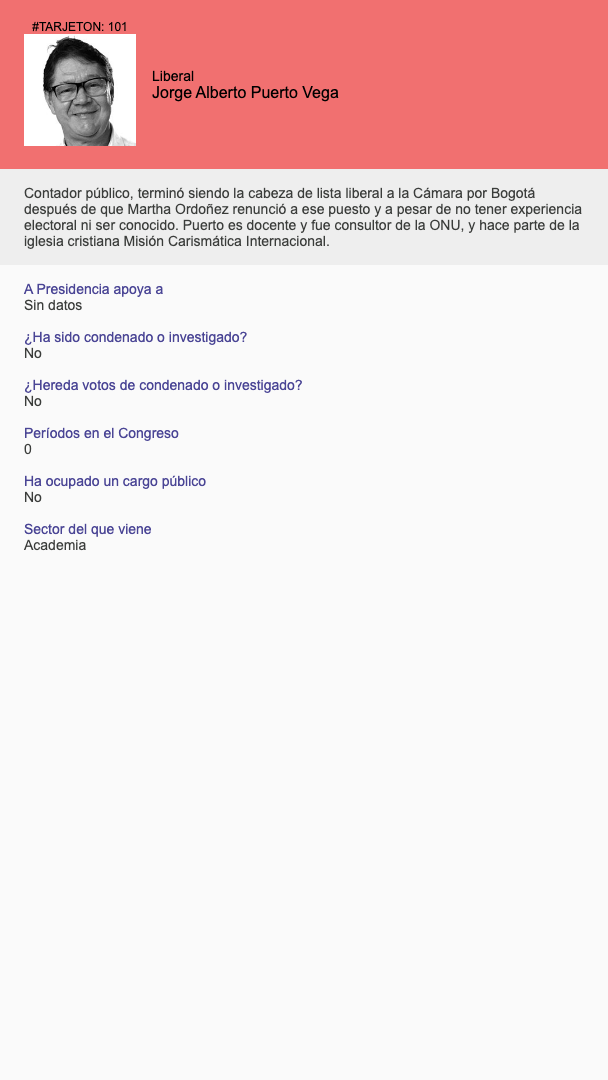 #TARJETON: 101
Liberal
Jorge Alberto Puerto Vega
Contador público, terminó siendo la cabeza de lista liberal a la Cámara por Bogotá
después de que Martha Ordoñez renunció a ese puesto y a pesar de no tener experiencia
electoral ni ser conocido. Puerto es docente y fue consultor de la ONU, y hace parte de la
iglesia cristiana Misión Carismática Internacional.
A Presidencia apoya a
Sin datos
¿Ha sido condenado o investigado?
No
¿Hereda votos de condenado o investigado?
No
Períodos en el Congreso
0
Ha ocupado un cargo público
No
Sector del que viene
Academia